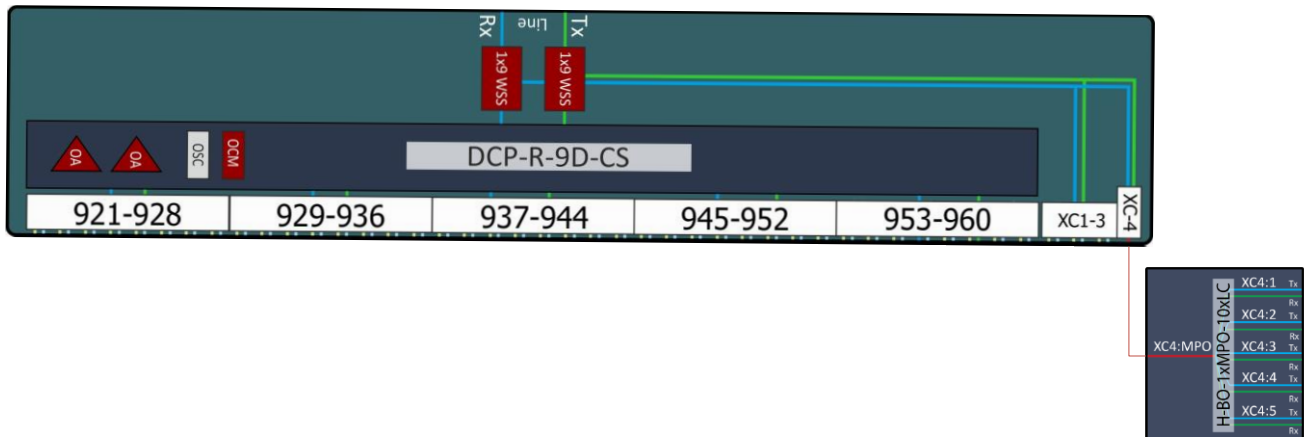 Rx Line Tx
1x9 WSS 1x9 WSS
OA OA OSC OCM DCP-R-9D-CS
921-928 929-936 937-944 945-952 953-960 XC1-3 XC-4
XC4:MPO
H-BO-1xMPO-10xLC
XC4:1 Tx
Rx
XC4:2 Tx
Rx
XC4:3 Tx
Rx
XC4:4 Tx
Rx
XC4:5 Tx
Rx